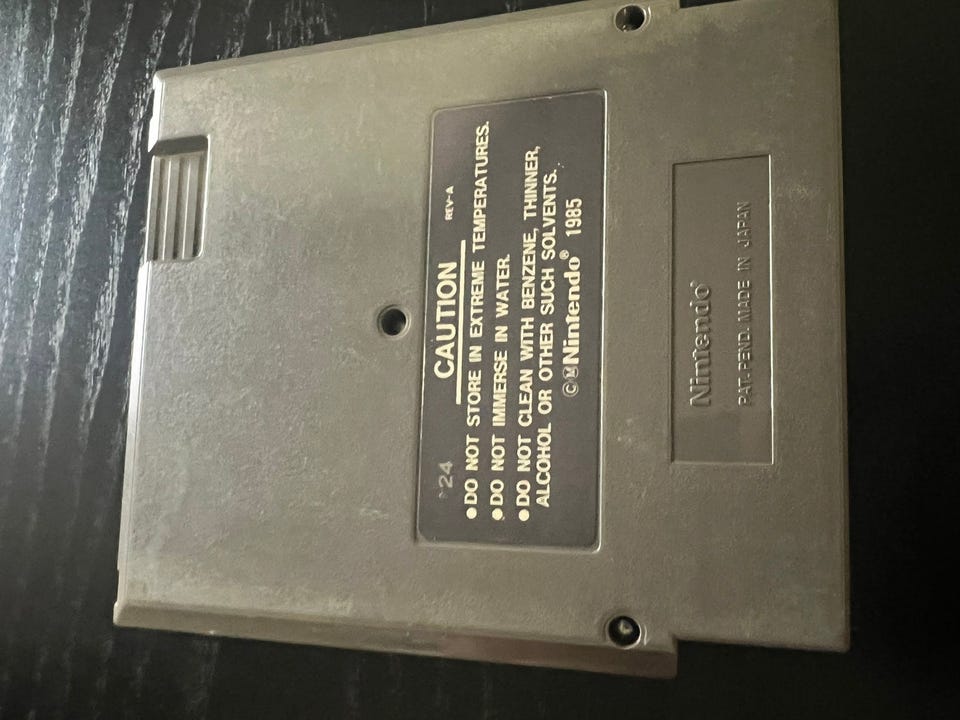 CAUTION REV-A
24
●DO NOT STORE IN EXTREME TEMPERATURES.
●DO NOT IMMERSE IN WATER.
●DO NOT CLEAN WITH BENZENE, THINNER,
ALCOHOL OR OTHER SUCH SOLVENTS.
©™Nintendo® 1985
Nintendo®
PAT. PEND. MADE IN JAPAN